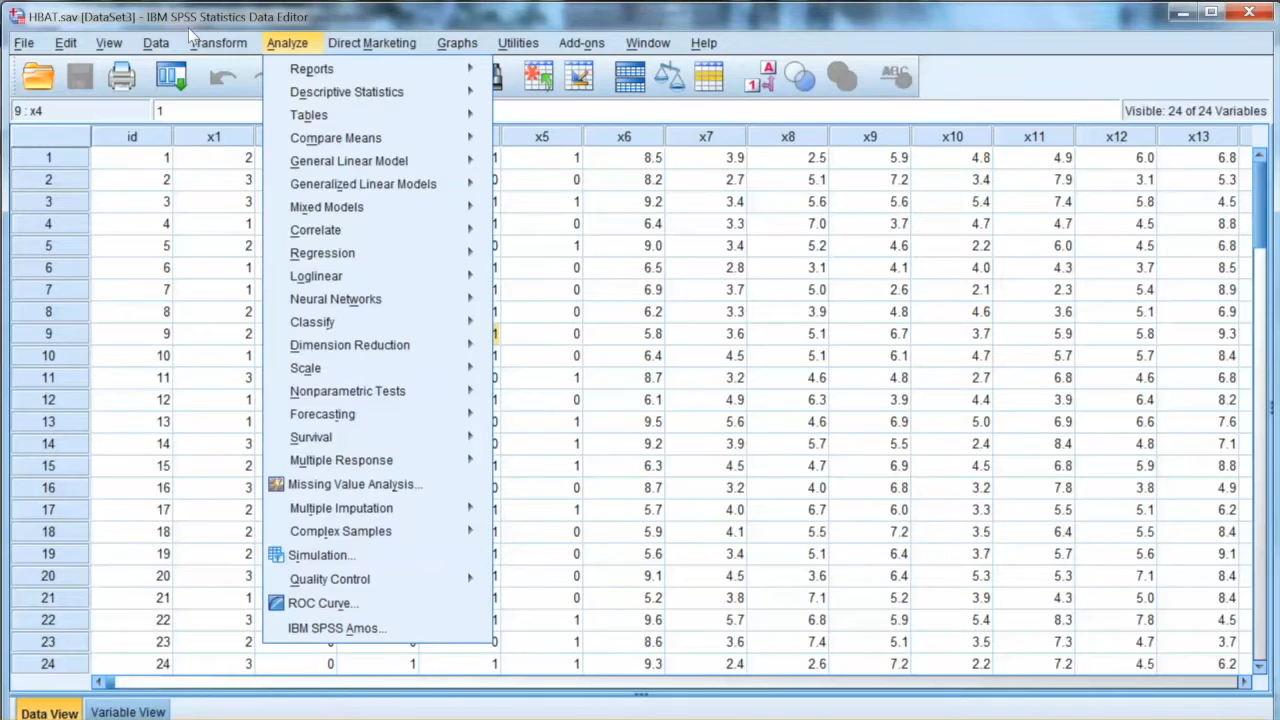 HBAT.sav [DataSet3] - IBM SPSS Statistics Data Editor
File Edit View Data Transform Analyze Direct Marketing Graphs Utilities Add-ons Window Help
9 : x4 1 Visible: 24 of 24 Variables
Reports
Descriptive Statistics
Tables
Compare Means
General Linear Model
Generalized Linear Models
Mixed Models
Correlate
Regression
Loglinear
Neural Networks
Classify
Dimension Reduction
Scale
Nonparametric Tests
Forecasting
Survival
Multiple Response
Missing Value Analysis...
Multiple Imputation
Complex Samples
Simulation...
Quality Control
ROC Curve...
IBM SPSS Amos...
id x1 x5 x6 x7 x8 x9 x10 x11 x12 x13
1 1 2 1 1 8.5 3.9 2.5 5.9 4.8 4.9 6.0 6.8
2 2 3 0 0 8.2 2.7 5.1 7.2 3.4 7.9 3.1 5.3
3 3 3 1 1 9.2 3.4 5.6 5.6 5.4 7.4 5.8 4.5
4 4 1 1 0 6.4 3.3 7.0 3.7 4.7 4.7 4.5 8.8
5 5 2 0 1 9.0 3.4 5.2 4.6 2.2 6.0 4.5 6.8
6 6 1 1 0 6.5 2.8 3.1 4.1 4.0 4.3 3.7 8.5
7 7 1 1 0 6.9 3.7 5.0 2.6 2.1 2.3 5.4 8.9
8 8 2 1 0 6.2 3.3 3.9 4.8 4.6 3.6 5.1 6.9
9 9 2 1 0 5.8 3.6 5.1 6.7 3.7 5.9 5.8 9.3
10 10 1 1 0 6.4 4.5 5.1 6.1 4.7 5.7 5.7 8.4
11 11 3 0 1 8.7 3.2 4.6 4.8 2.7 6.8 4.6 6.8
12 12 1 1 0 6.1 4.9 6.3 3.9 4.4 3.9 6.4 8.2
13 13 1 0 1 9.5 5.6 4.6 6.9 5.0 6.9 6.6 7.6
14 14 3 0 1 9.2 3.9 5.7 5.5 2.4 8.4 4.8 7.1
15 15 2 1 1 6.3 4.5 4.7 6.9 4.5 6.8 5.9 8.8
16 16 3 0 1 8.7 3.2 4.0 6.8 3.2 7.8 3.8 4.9
17 17 2 1 0 5.7 4.0 6.7 6.0 3.3 5.5 5.1 6.2
18 18 2 1 0 5.9 4.1 5.5 7.2 3.5 6.4 5.5 8.4
19 19 2 1 0 5.6 3.4 5.1 6.4 3.7 5.7 5.6 9.1
20 20 3 1 0 9.1 4.5 3.6 6.4 5.3 5.3 7.1 8.4
21 21 1 1 0 5.2 3.8 7.1 5.2 3.9 4.3 5.0 8.4
22 22 3 1 1 9.6 5.7 6.8 5.9 5.4 8.3 7.8 4.5
23 23 2 0 0 0 1 8.6 3.6 7.4 5.1 3.5 7.3 4.7 3.7
24 24 3 0 1 1 1 9.3 2.4 2.6 7.2 2.2 7.2 4.5 6.2
Data View Variable View